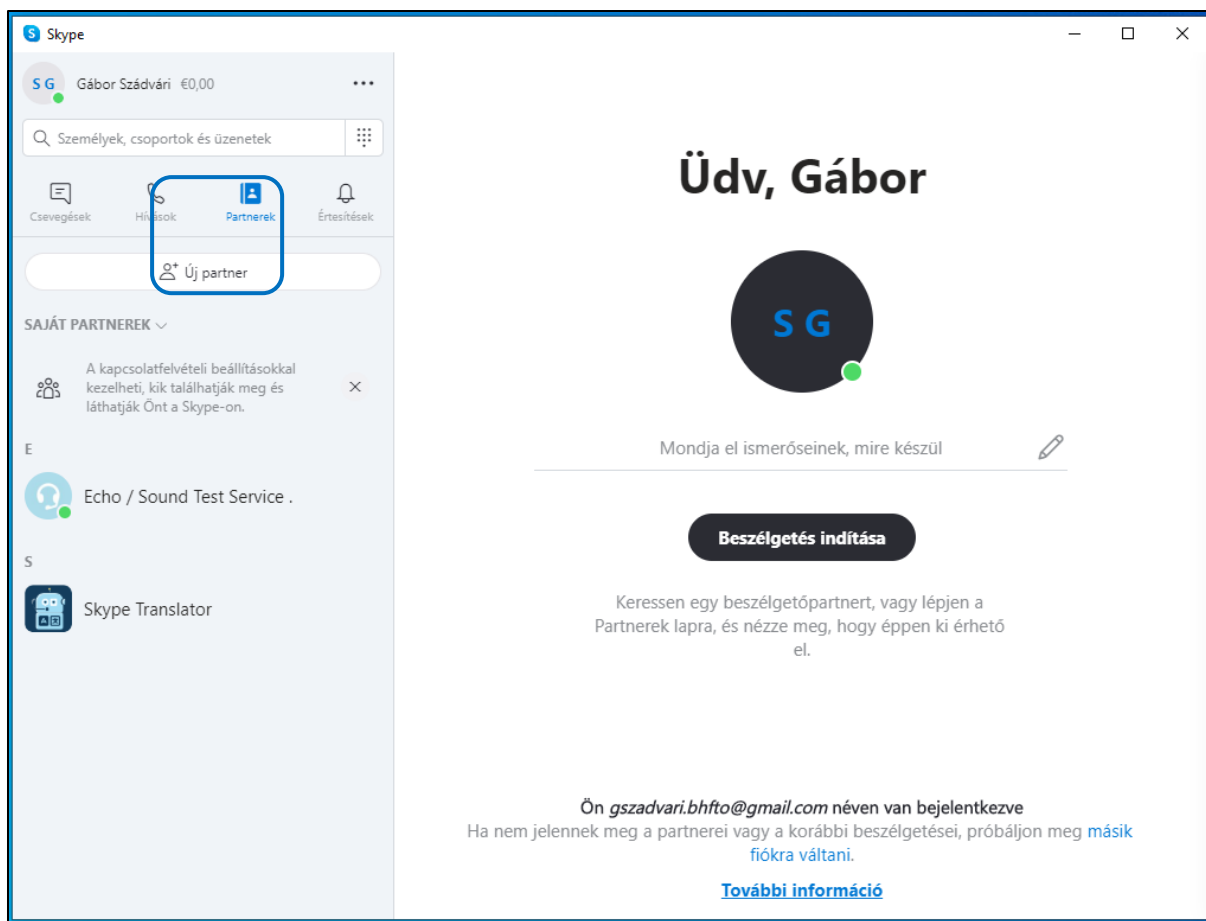 Skype
S G Gábor Szádvári €0,00
Személyek, csoportok és üzenetek
Csevegések Hívások Partnerek Értesítések
Új partner
SAJÁT PARTNEREK
A kapcsolatfelvételi beállításokkal
kezelheti, kik találhatják meg és
láthatják Önt a Skype-on.
E
Echo / Sound Test Service .
S
Skype Translator
Üdv, Gábor
S G
Mondja el ismerőseinek, mire készül
Beszélgetés indítása
Keressen egy beszélgetőpartnert, vagy lépjen a
Partnerek lapra, és nézze meg, hogy éppen ki érhető
el.
Ön gszadvari.bhfto@gmail.com néven van bejelentkezve
Ha nem jelennek meg a partnerei vagy a korábbi beszélgetései, próbáljon meg másik
fiókra váltani.
További információ